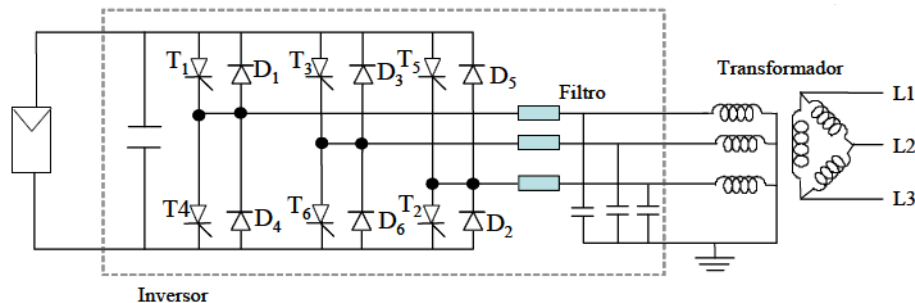 T1 D1 T3 D3 T5 D5
Filtro
Transformador
L1
L2
L3
T4 D4 T6 D6 T2 D2
Inversor